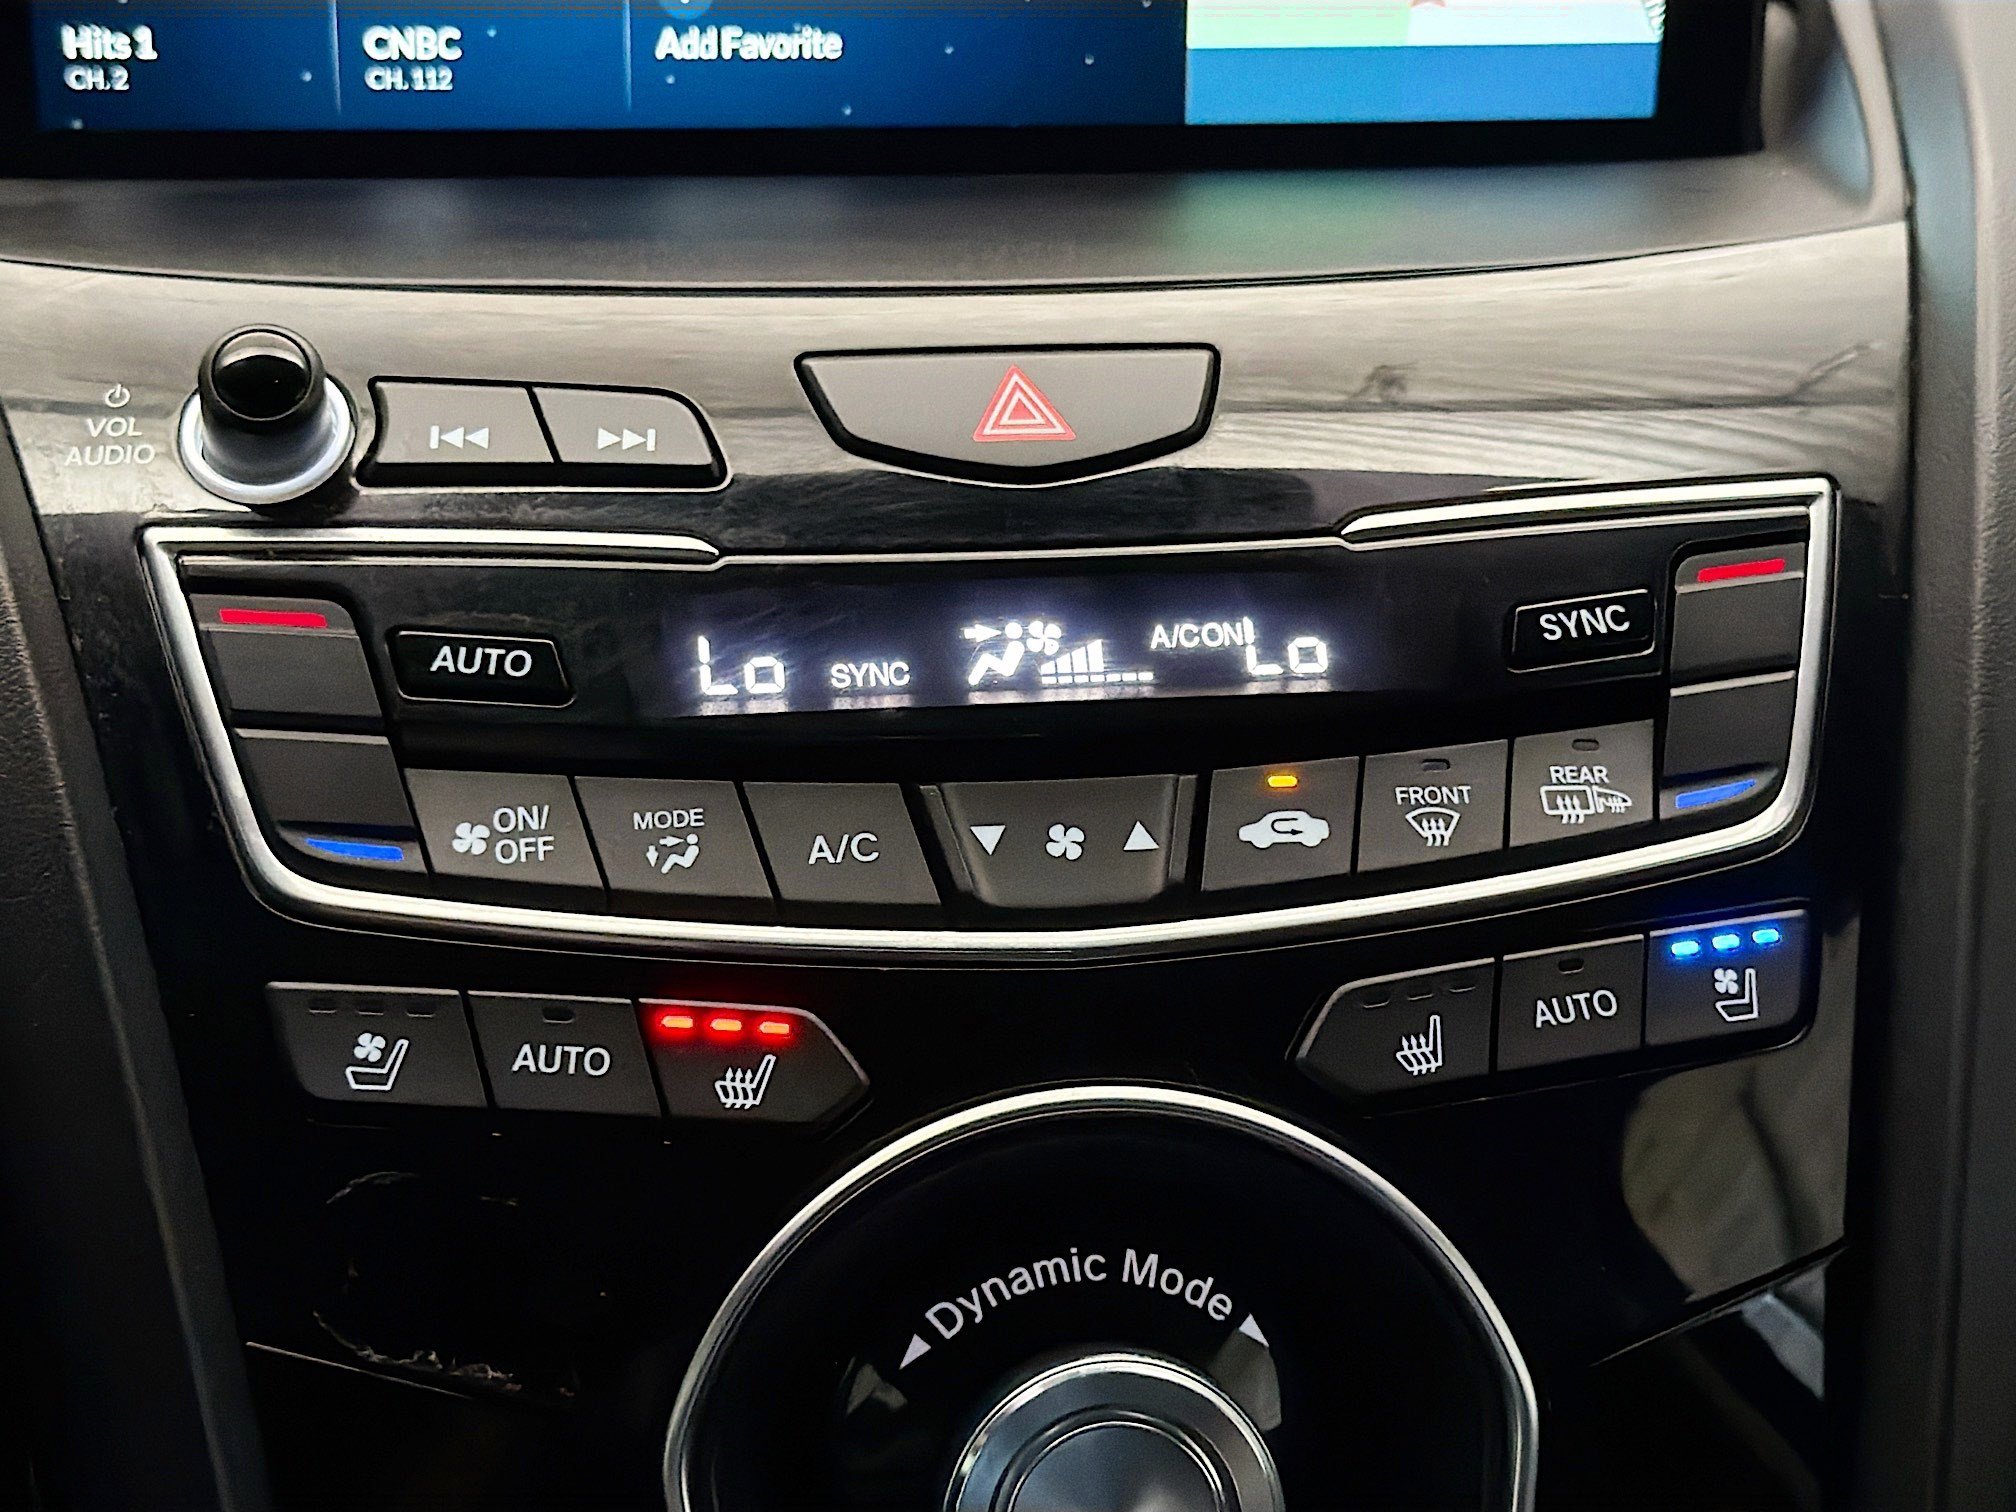 Hits 1
CH. 2
CNBC
CH. 112
Add Favorite
VOL
AUDIO
AUTO
Lo
SYNC
A/C ON
Lo
SYNC
ON/
OFF
MODE
A/C
FRONT
REAR
AUTO
AUTO
Dynamic Mode